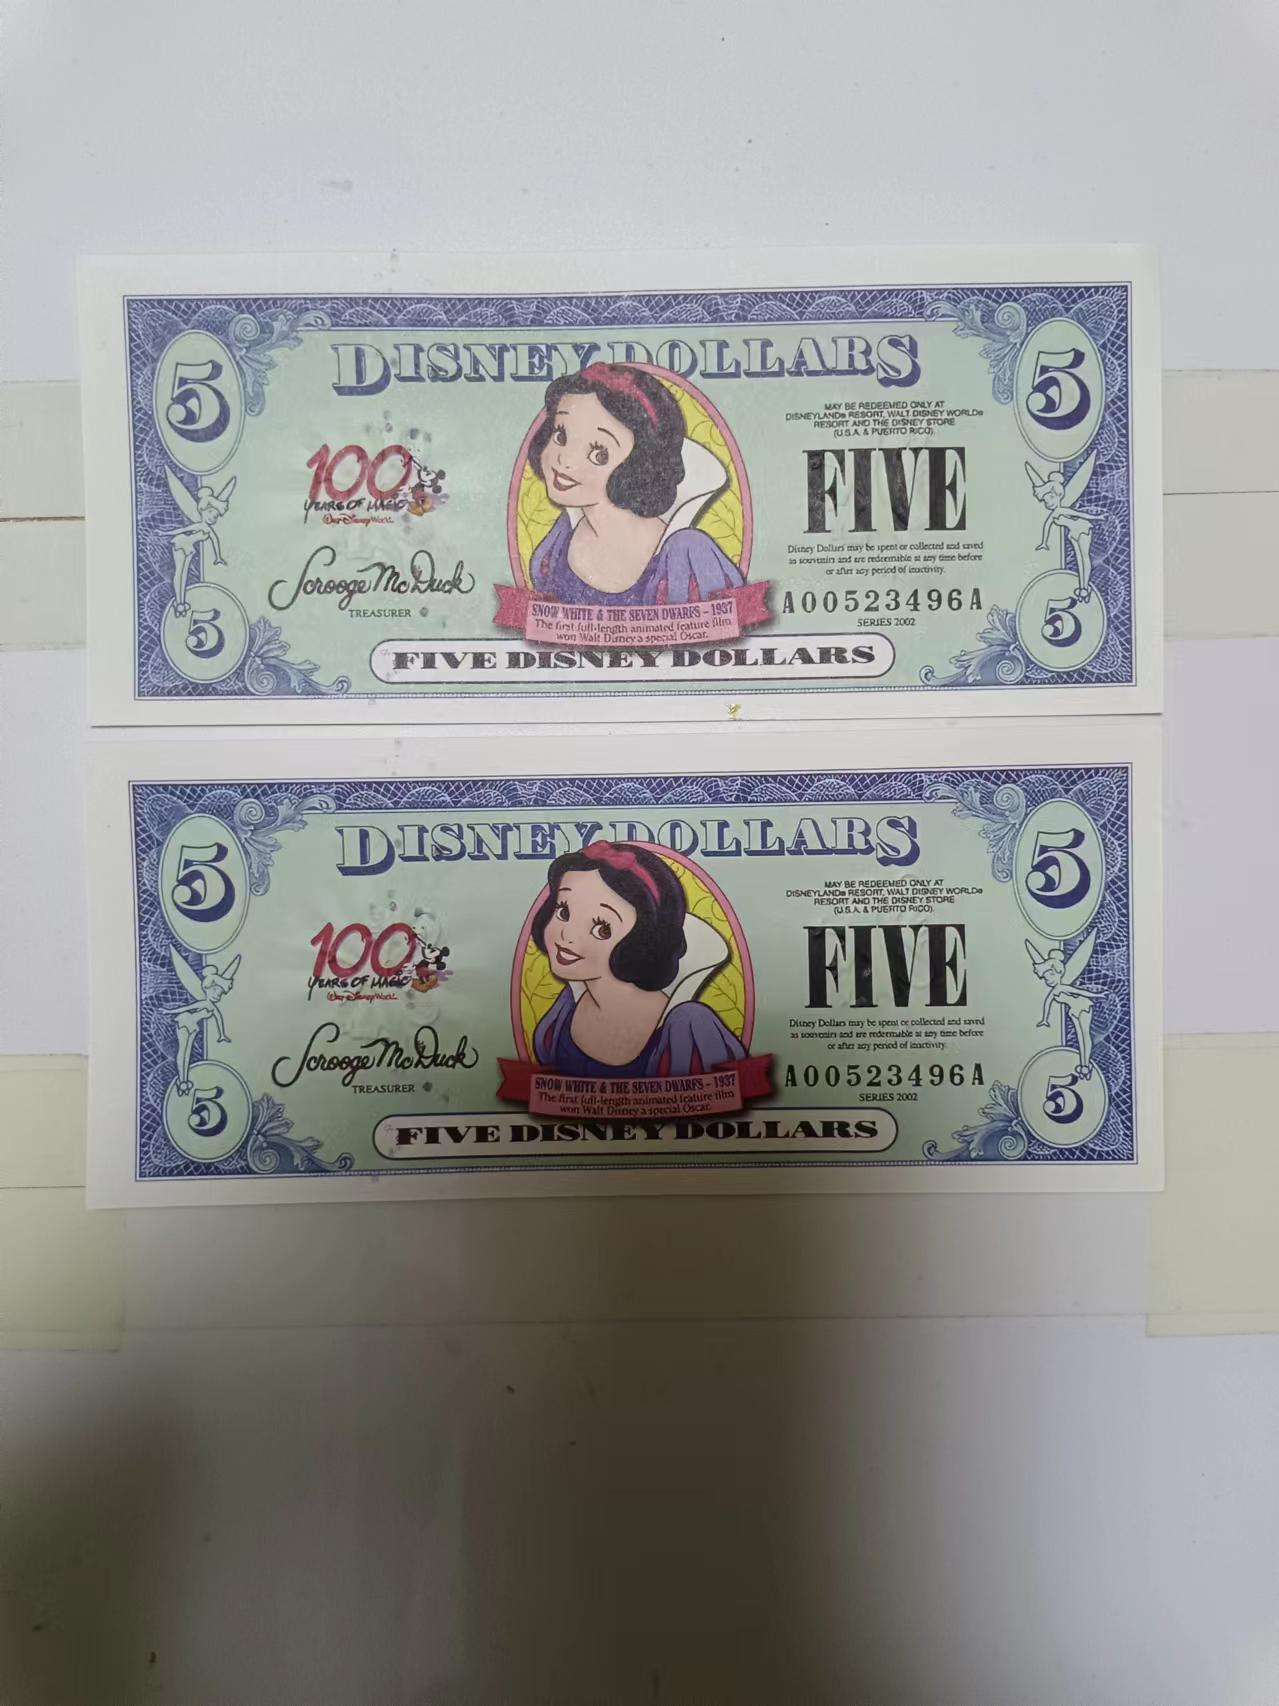 DISNEY DOLLARS
5
5
MAY BE REDEEMED ONLY AT
DISNEYLAND® RESORT, WALT DISNEY WORLD®
RESORT AND THE DISNEY STORE
(U.S.A. & PUERTO RICO).
100
YEARS OF MAGIC
Walt Disney World
FIVE
Disney Dollars may be spent or collected and saved
as souvenirs and are redeemable at any time before
or after any period of inactivity.
Scrooge McDuck
TREASURER
A00523496A
SERIES 2002
5
5
SNOW WHITE & THE SEVEN DWARFS – 1937
The first full-length animated feature film
won Walt Disney a special Oscar.
FIVE DISNEY DOLLARS
DISNEY DOLLARS
5
5
MAY BE REDEEMED ONLY AT
DISNEYLAND® RESORT, WALT DISNEY WORLD®
RESORT AND THE DISNEY STORE
(U.S.A. & PUERTO RICO).
100
YEARS OF MAGIC
Walt Disney World
FIVE
Disney Dollars may be spent or collected and saved
as souvenirs and are redeemable at any time before
or after any period of inactivity.
Scrooge McDuck
TREASURER
A00523496A
SERIES 2002
5
5
SNOW WHITE & THE SEVEN DWARFS – 1937
The first full-length animated feature film
won Walt Disney a special Oscar.
FIVE DISNEY DOLLARS